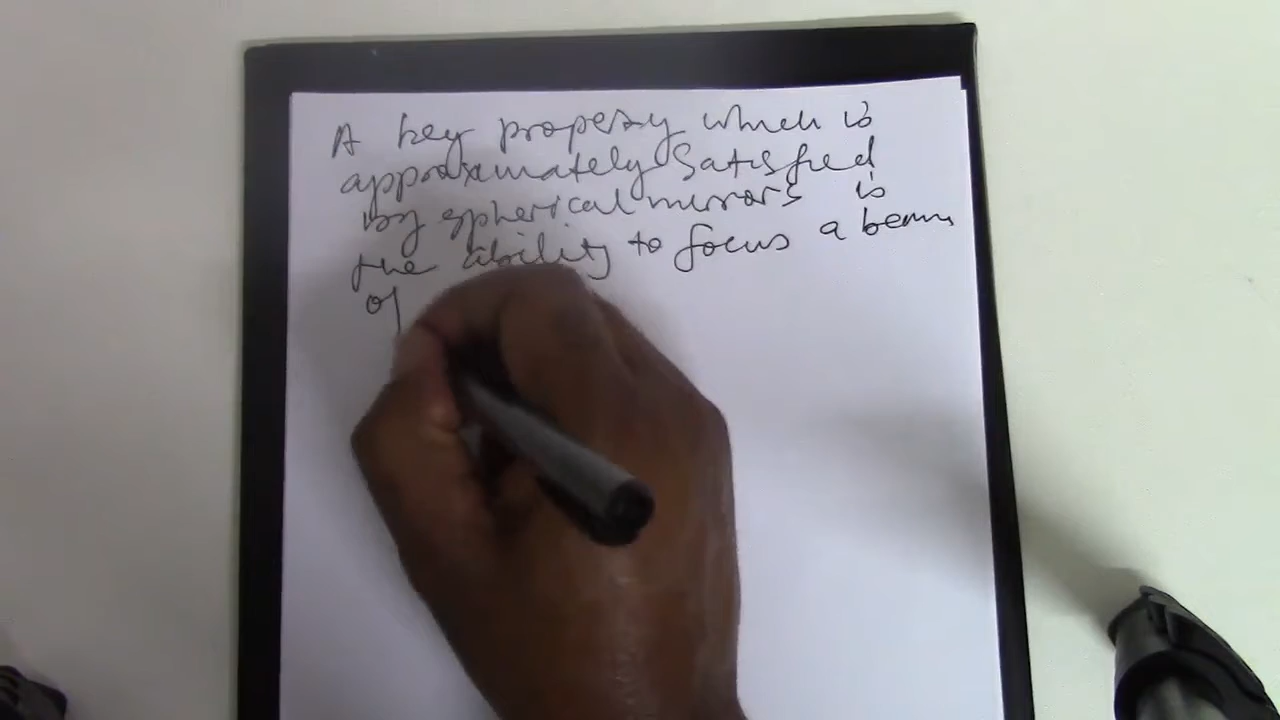 A key property which is
approximately satisfied
by spherical mirrors is
the ability to focus a beam
of